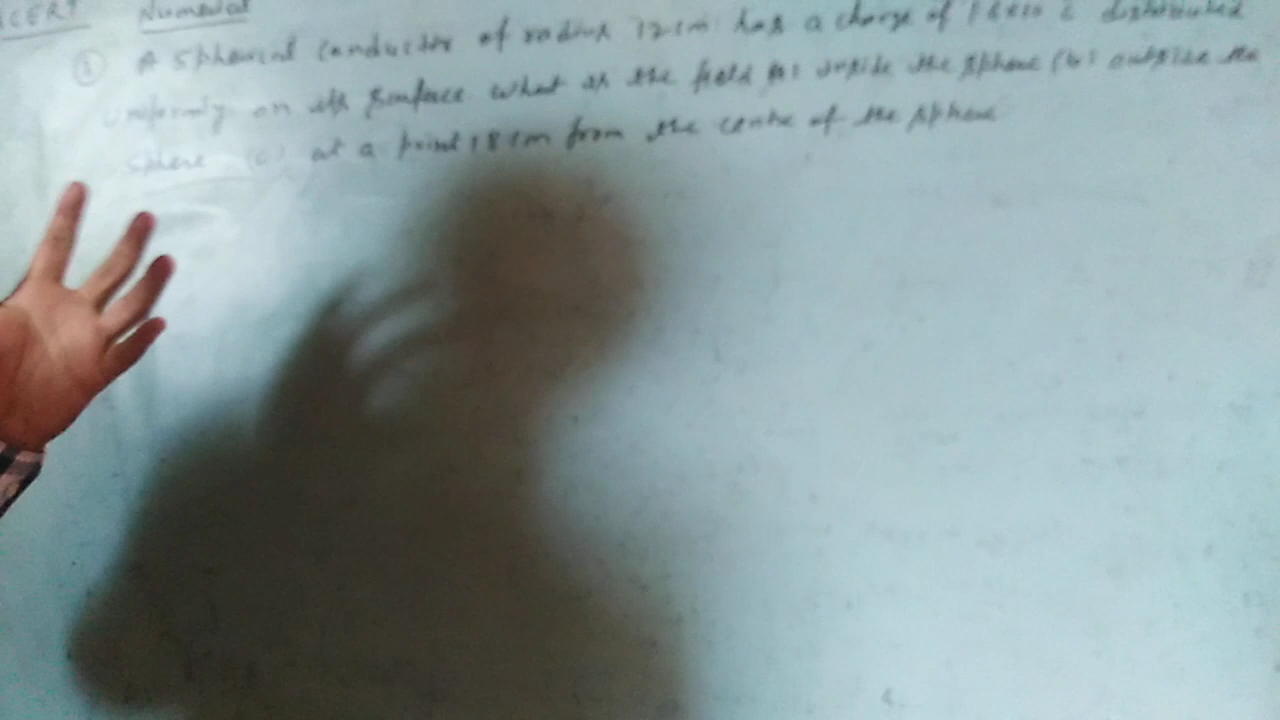 NCERT Numerical
① A Spherical conductor of radius 12 cm has a charge of distributed
uniformly on its surface what is the field (a) inside the sphere (b) outside the
sphere (c) at a point 18 cm from the centre of the sphere